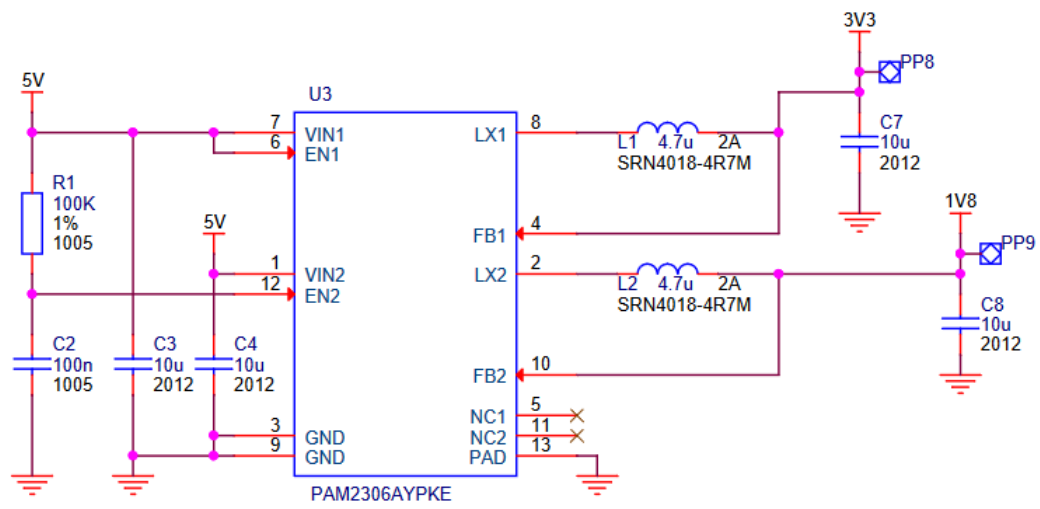 3V3
PP8
5V
U3
7
VIN1
LX1
8
L1
4.7u
2A
SRN4018-4R7M
C7
10u
2012
6
EN1
R1
100K
1%
1005
5V
4
FB1
1V8
PP9
1
VIN2
LX2
2
L2
4.7u
2A
SRN4018-4R7M
12
EN2
C8
10u
2012
C2
100n
1005
C3
10u
2012
C4
10u
2012
FB2
10
NC1
5
NC2
11
3
GND
9
GND
PAD
13
PAM2306AYPKE